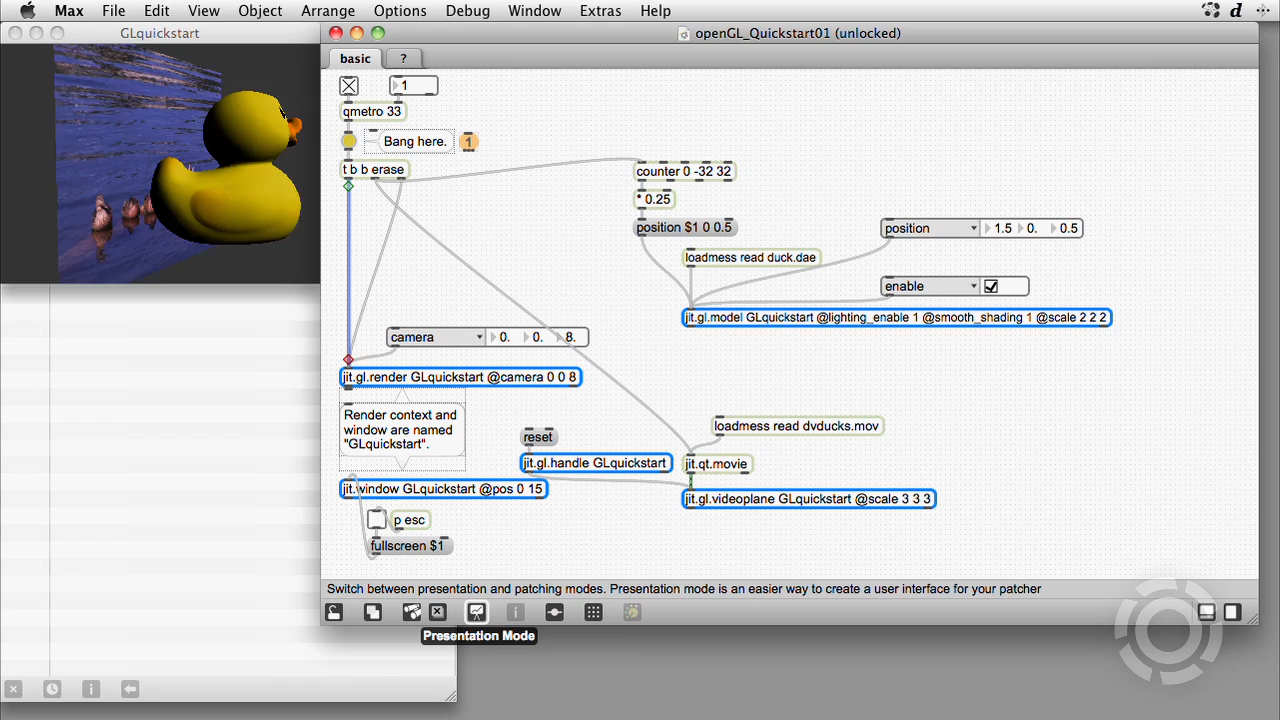 Max File Edit View Object Arrange Options Debug Window Extras Help
GLquickstart
openGL_Quickstart01 (unlocked)
basic ?
1
qmetro 33
Bang here. 1
t b b erase
counter 0 -32 32
* 0.25
position $1 0 0.5
position 1.5 0. 0.5
loadmess read duck.dae
enable
jit.gl.model GLquickstart @lighting_enable 1 @smooth_shading 1 @scale 2 2 2
camera 0. 0. 8.
jit.gl.render GLquickstart @camera 0 0 8
Render context and
window are named
"GLquickstart".
loadmess read dvducks.mov
reset
jit.gl.handle GLquickstart
jit.qt.movie
jit.window GLquickstart @pos 0 15
jit.gl.videoplane GLquickstart @scale 3 3 3
p esc
fullscreen $1
Switch between presentation and patching modes. Presentation mode is an easier way to create a user interface for your patcher
Presentation Mode